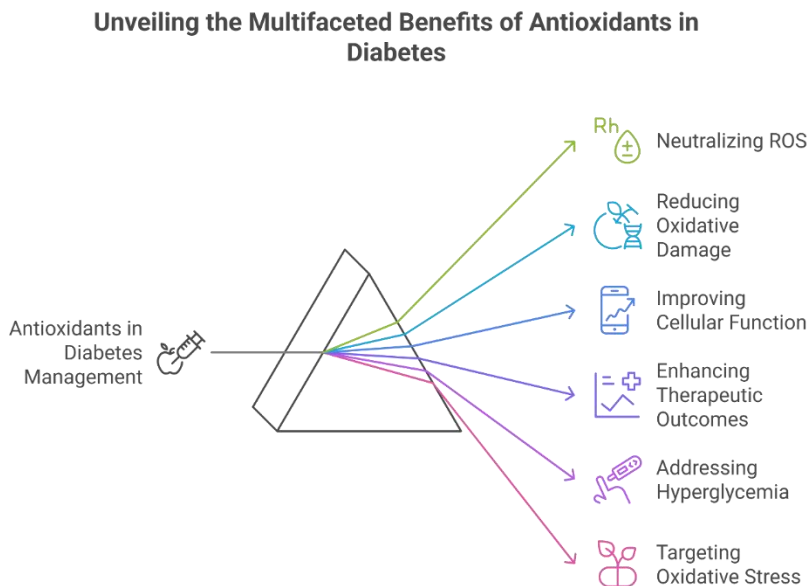 Unveiling the Multifaceted Benefits of Antioxidants in
Diabetes
Rh
Neutralizing ROS
Reducing
Oxidative
Damage
Antioxidants in
Diabetes
Management
Improving
Cellular Function
Enhancing
Therapeutic
Outcomes
Addressing
Hyperglycemia
Targeting
Oxidative Stress